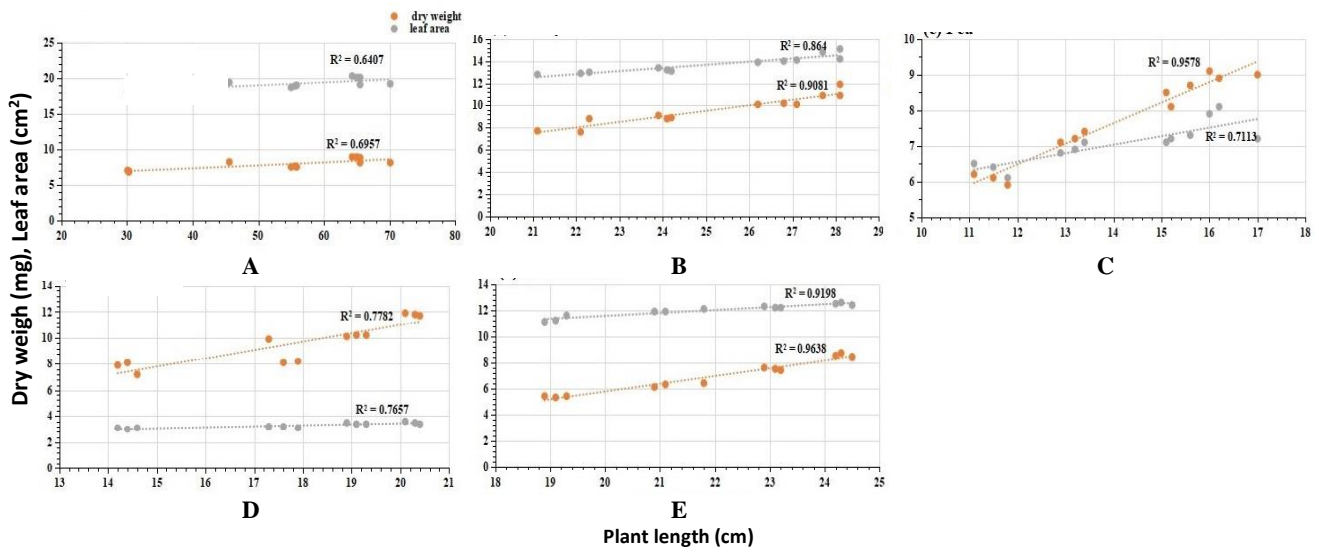 dry weight
leaf area
Dry weigh (mg), Leaf area (cm²)
25
20
15
10
5
0
R² = 0.6407
R² = 0.6957
20 30 40 50 60 70 80
A
16
14
12
10
8
6
4
2
0
R² = 0.864
R² = 0.9081
20 21 22 23 24 25 26 27 28 29
B
10
9
8
7
6
5
R² = 0.9578
R² = 0.7113
10 11 12 13 14 15 16 17 18
C
14
12
10
8
6
4
2
0
R² = 0.7782
R² = 0.7657
13 14 15 16 17 18 19 20 21
D
14
12
10
8
6
4
2
0
R² = 0.9198
R² = 0.9638
18 19 20 21 22 23 24 25
E
Plant length (cm)